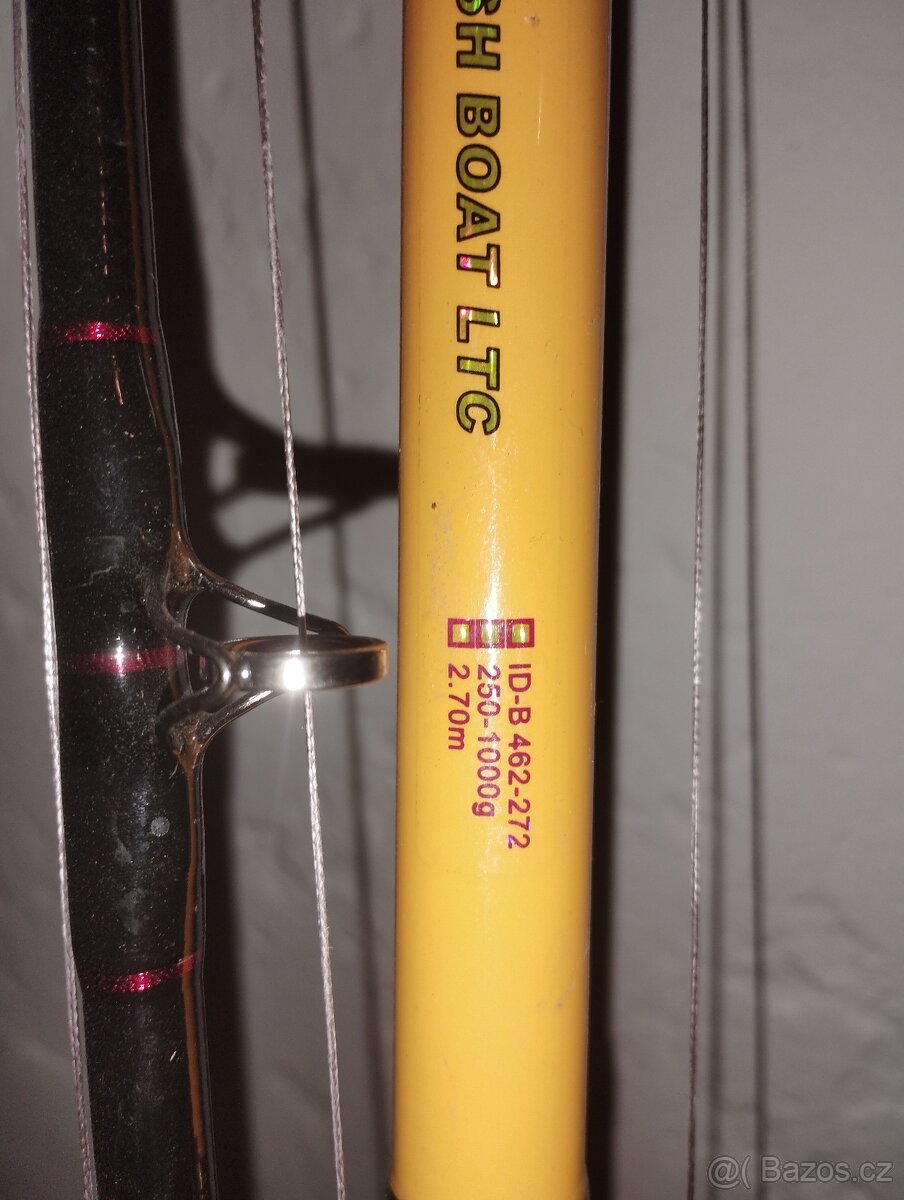 SH BOAT LTC
ID-B 462-272
250-1000g
2.70m
Bazos.cz